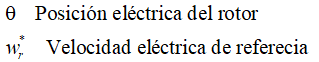 θ Posición eléctrica del rotor
w_r^* Velocidad eléctrica de referecia